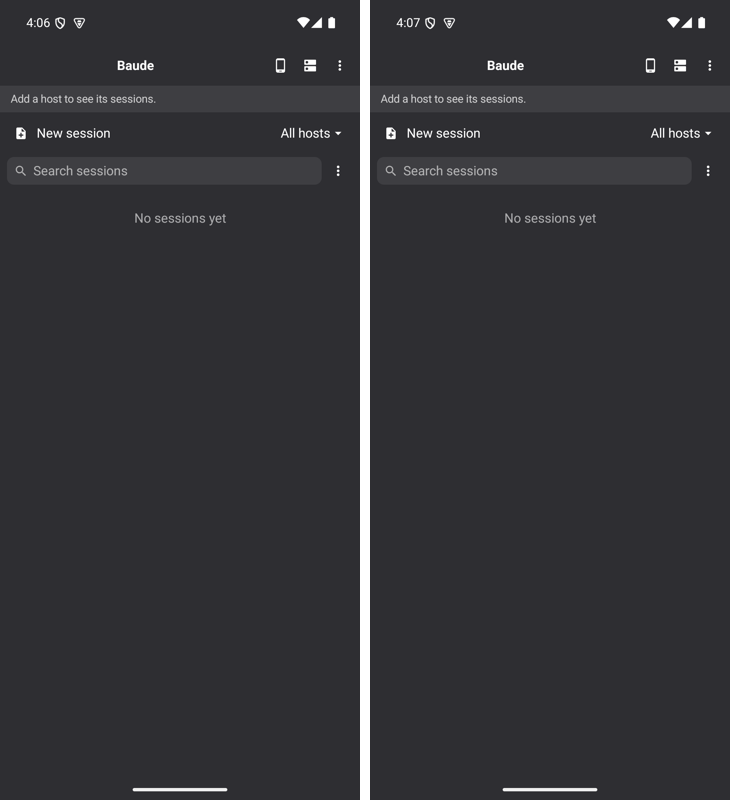 4:06
Baude
Add a host to see its sessions.
New session
All hosts
Search sessions
No sessions yet
4:07
Baude
Add a host to see its sessions.
New session
All hosts
Search sessions
No sessions yet